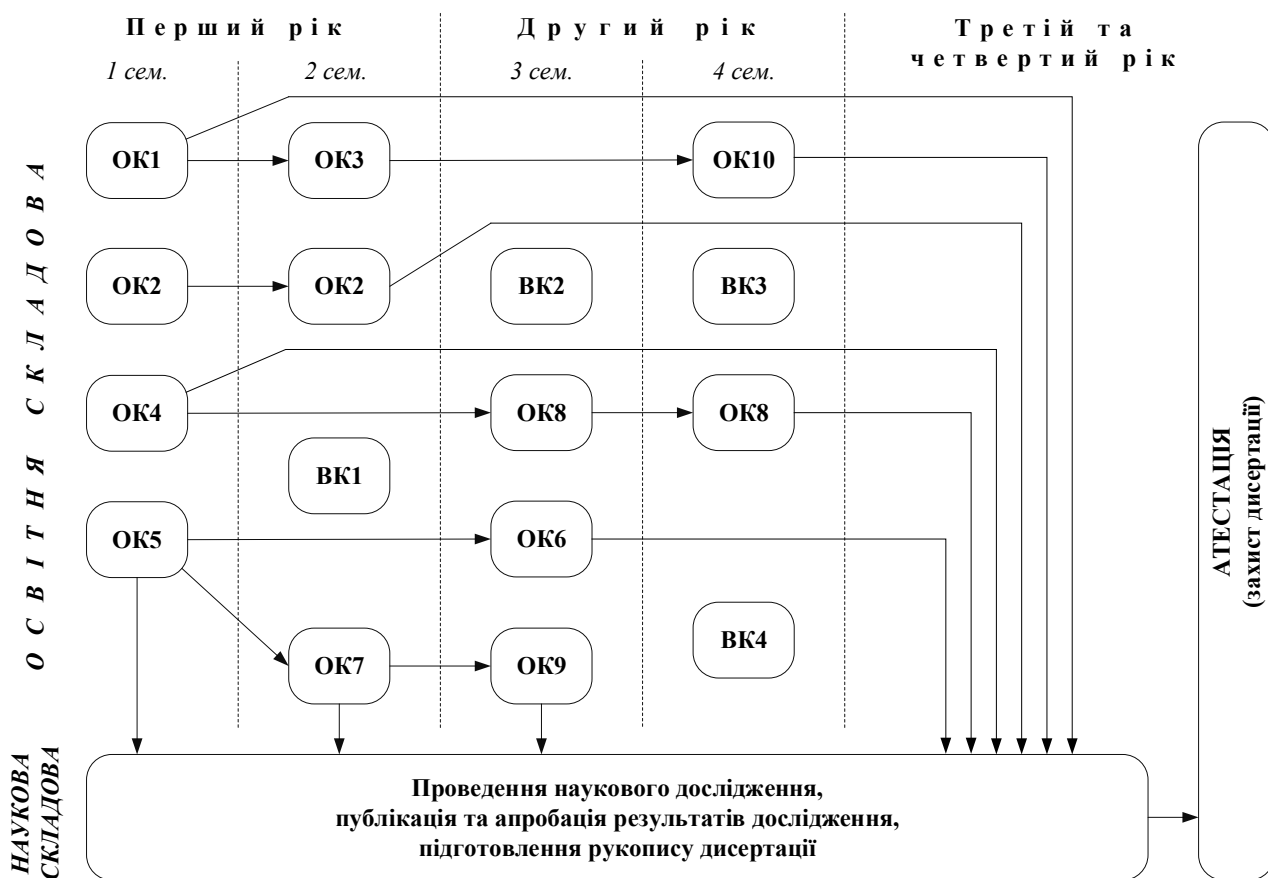 Перший рік
Другий рік
Третій та
четвертий рік
1 сем.
2 сем.
3 сем.
4 сем.
ОСВІТНЯ СКЛАДОВА
ОК1
ОК3
ОК10
ОК2
ОК2
ВК2
ВК3
ОК4
ОК8
ОК8
ВК1
ОК5
ОК6
ВК4
ОК7
ОК9
НАУКОВА
СКЛАДОВА
Проведення наукового дослідження,
публікація та апробація результатів дослідження,
підготовлення рукопису дисертації
АТЕСТАЦІЯ
(захист дисертації)